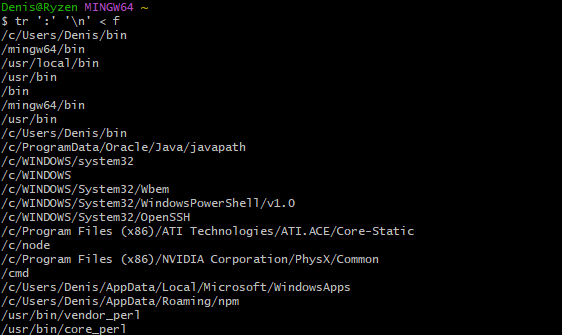 Denis@Ryzen MINGW64 ~
$ tr ':' '\n' < f
/c/Users/Denis/bin
/mingw64/bin
/usr/local/bin
/usr/bin
/bin
/mingw64/bin
/usr/bin
/c/Users/Denis/bin
/c/ProgramData/Oracle/Java/javapath
/c/WINDOWS/system32
/c/WINDOWS
/c/WINDOWS/System32/Wbem
/c/WINDOWS/System32/WindowsPowerShell/v1.0
/c/WINDOWS/System32/OpenSSH
/c/Program Files (x86)/ATI Technologies/ATI.ACE/Core-Static
/c/node
/c/Program Files (x86)/NVIDIA Corporation/PhysX/Common
/cmd
/c/Users/Denis/AppData/Local/Microsoft/WindowsApps
/c/Users/Denis/AppData/Roaming/npm
/usr/bin/vendor_perl
/usr/bin/core_perl